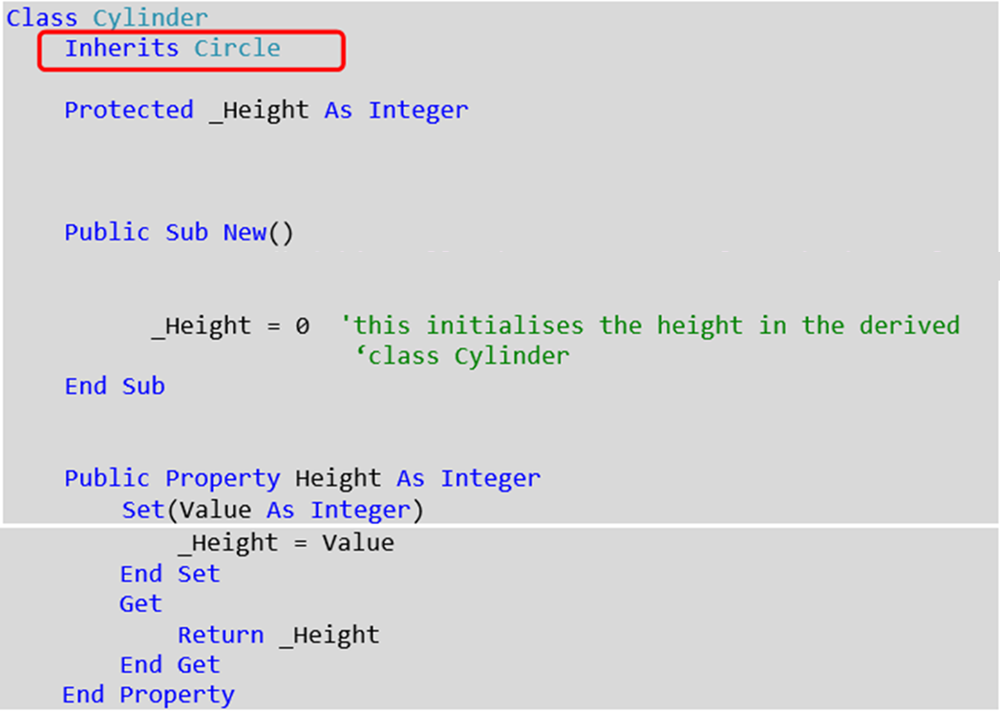 Class Cylinder
Inherits Circle
Protected _Height As Integer
Public Sub New()
_Height = 0 'this initialises the height in the derived
‘class Cylinder
End Sub
Public Property Height As Integer
Set(Value As Integer)
_Height = Value
End Set
Get
Return _Height
End Get
End Property